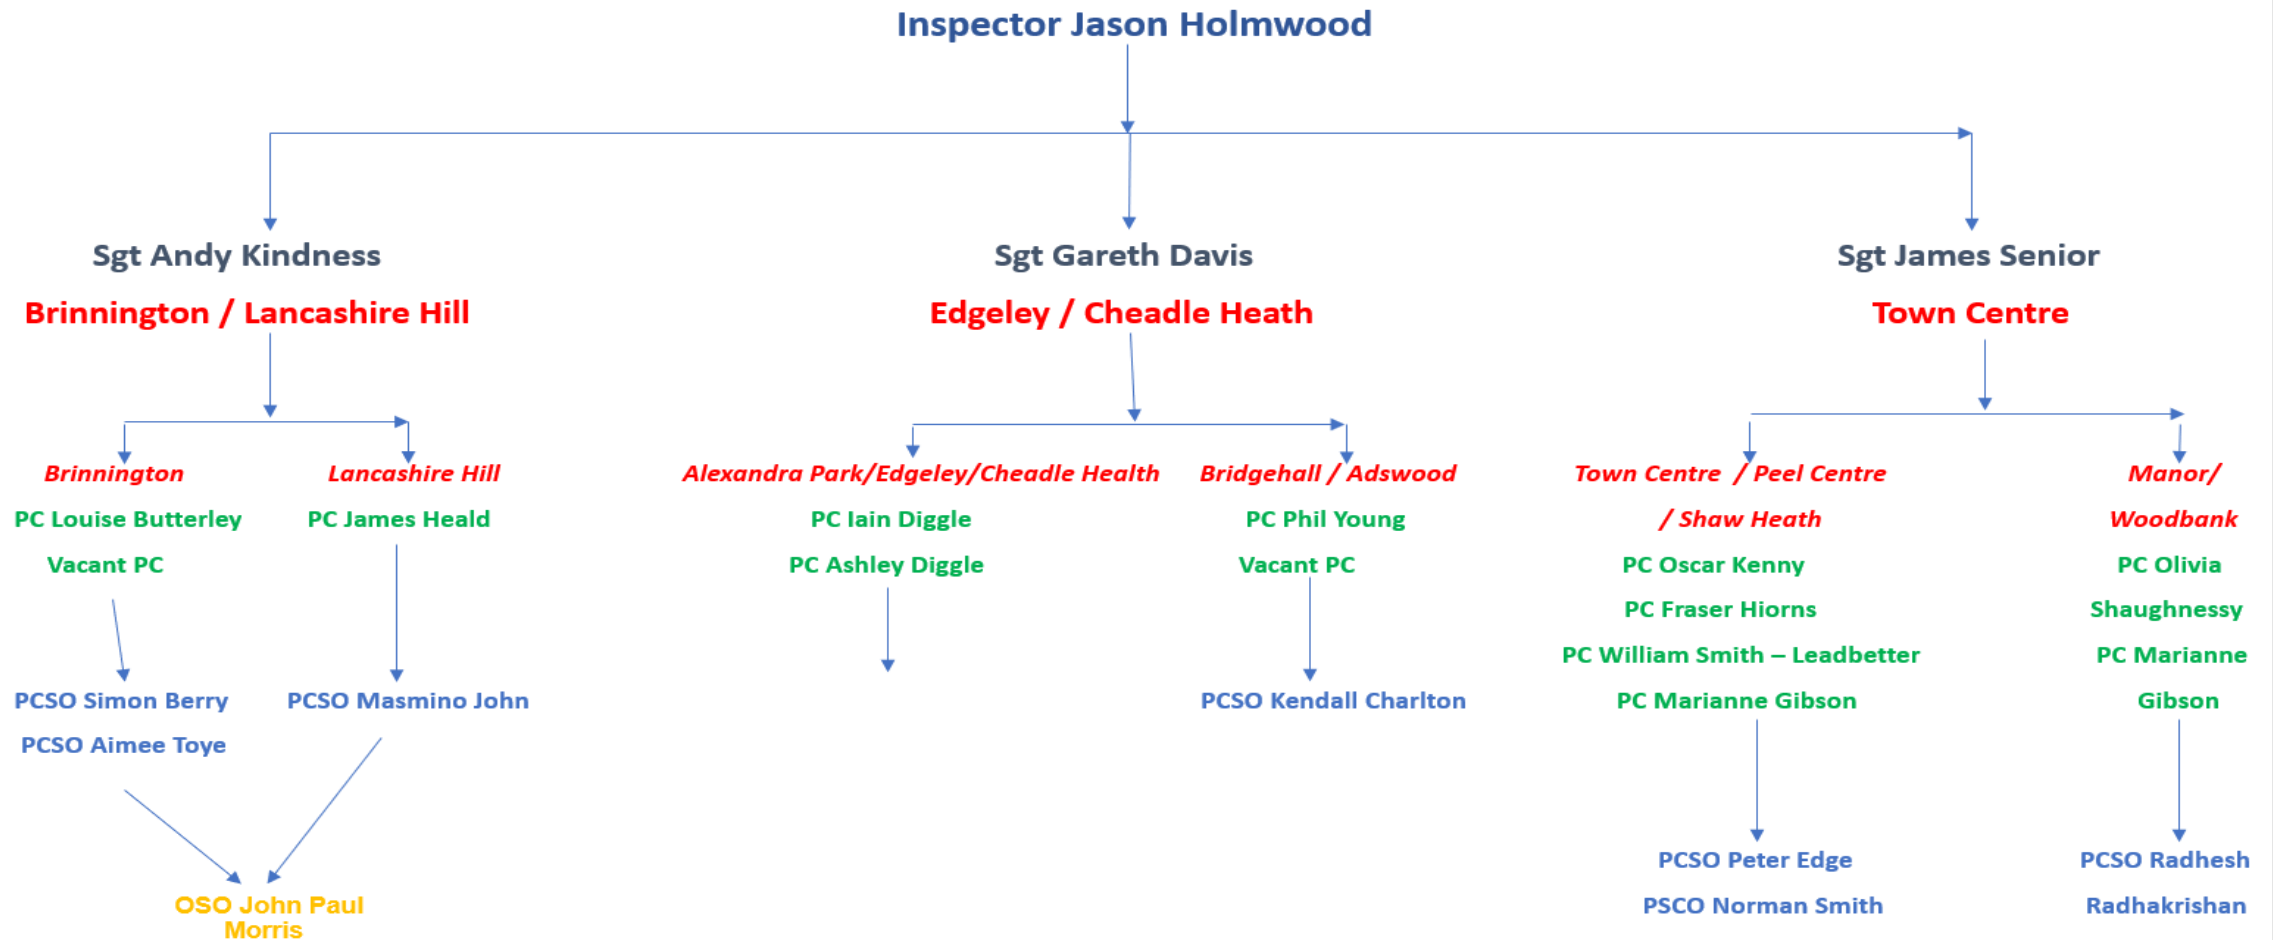 Inspector Jason Holmwood
Sgt Andy Kindness
Brinnington / Lancashire Hill
Sgt Gareth Davis
Edgeley / Cheadle Heath
Sgt James Senior
Town Centre
Brinnington
PC Louise Butterley
Vacant PC
PCSO Simon Berry
PCSO Aimee Toye
Lancashire Hill
PC James Heald
PCSO Masmino John
OSO John Paul
Morris
Alexandra Park/Edgeley/Cheadle Health
PC Iain Diggle
PC Ashley Diggle
Bridgehall / Adswood
PC Phil Young
Vacant PC
PCSO Kendall Charlton
Town Centre / Peel Centre
/ Shaw Heath
PC Oscar Kenny
PC Fraser Hiorns
PC William Smith – Leadbetter
PC Marianne Gibson
PCSO Peter Edge
PSCO Norman Smith
Manor/
Woodbank
PC Olivia
Shaughnessy
PC Marianne
Gibson
PCSO Radhesh
Radhakrishan